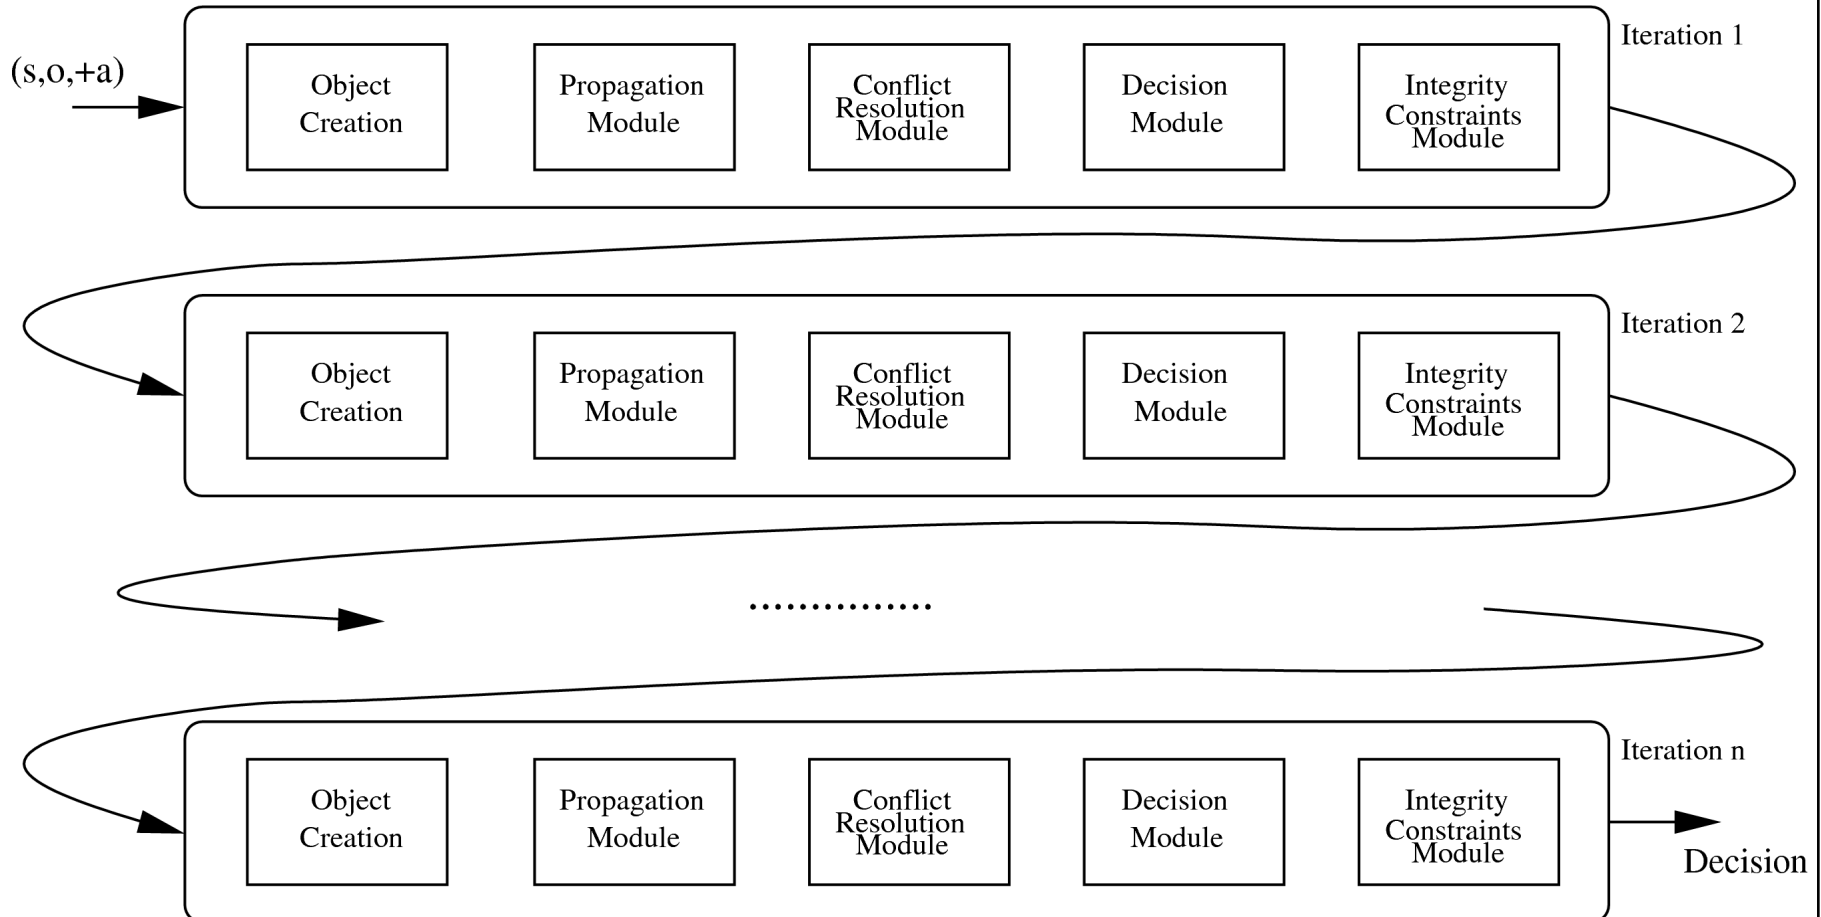 (s,o,+a)
Iteration 1
Object
Creation
Propagation
Module
Conflict
Resolution
Module
Decision
Module
Integrity
Constraints
Module
Iteration 2
Object
Creation
Propagation
Module
Conflict
Resolution
Module
Decision
Module
Integrity
Constraints
Module
...............
Iteration n
Object
Creation
Propagation
Module
Conflict
Resolution
Module
Decision
Module
Integrity
Constraints
Module
Decision